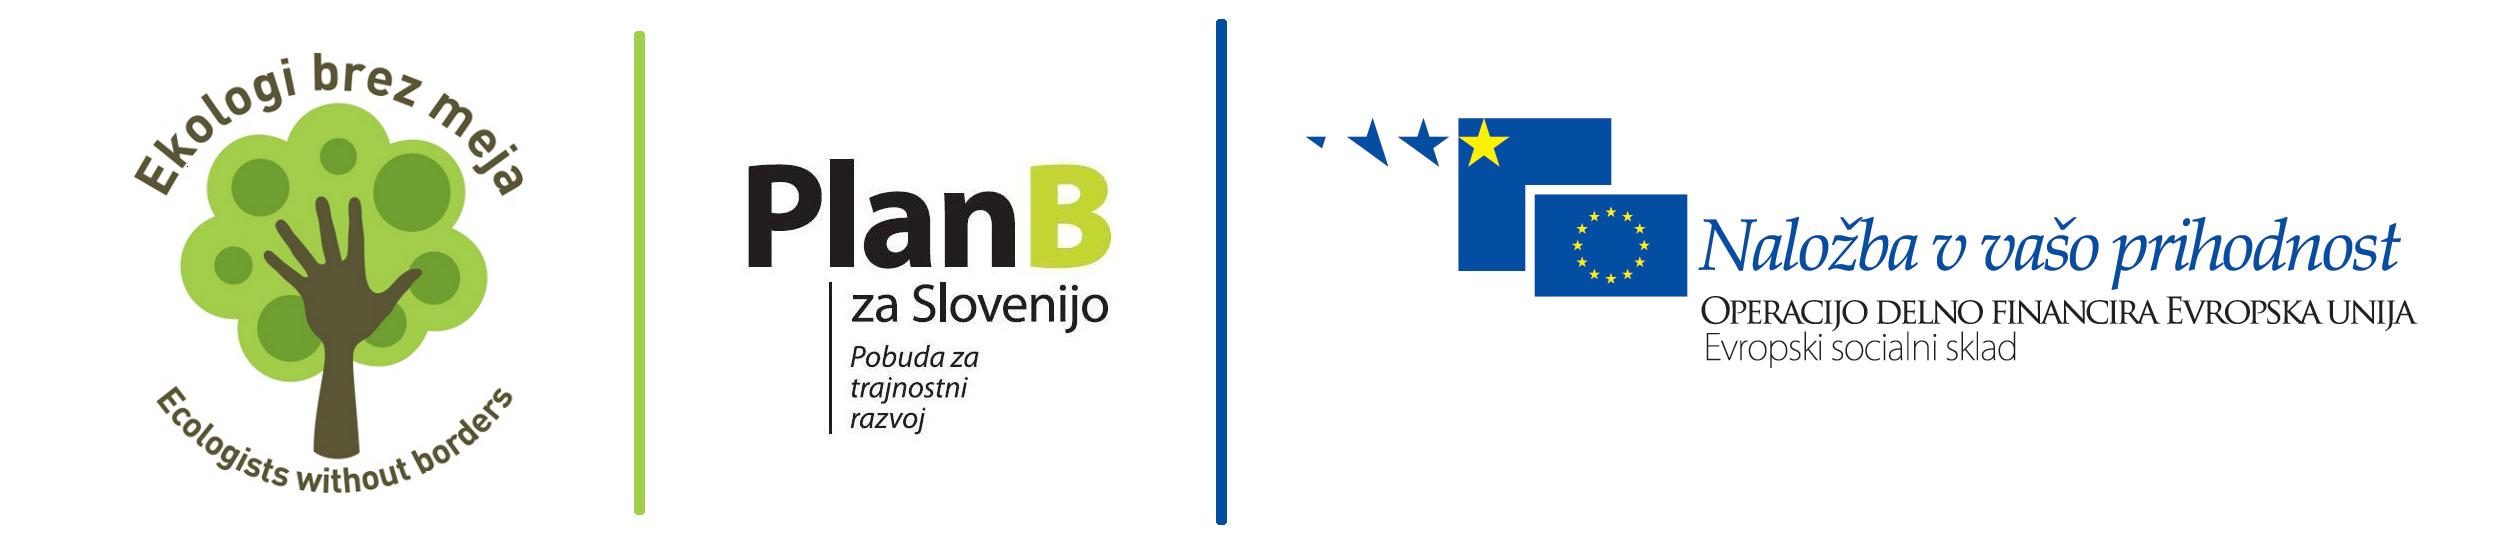 Ekologi brez meja
Ecologists without borders
PlanB
za Slovenijo
Pobuda za
trajnostni
razvoj
Naložba v vašo prihodnost
OPERACIJO DELNO FINANCIRA EVROPSKA UNIJA
Evropski socialni sklad